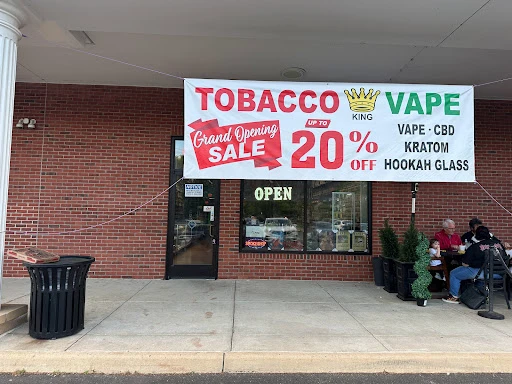 TOBACCO KING VAPE
Grand Opening
SALE
UP TO
20% OFF
VAPE · CBD
KRATOM
HOOKAH GLASS
OPEN